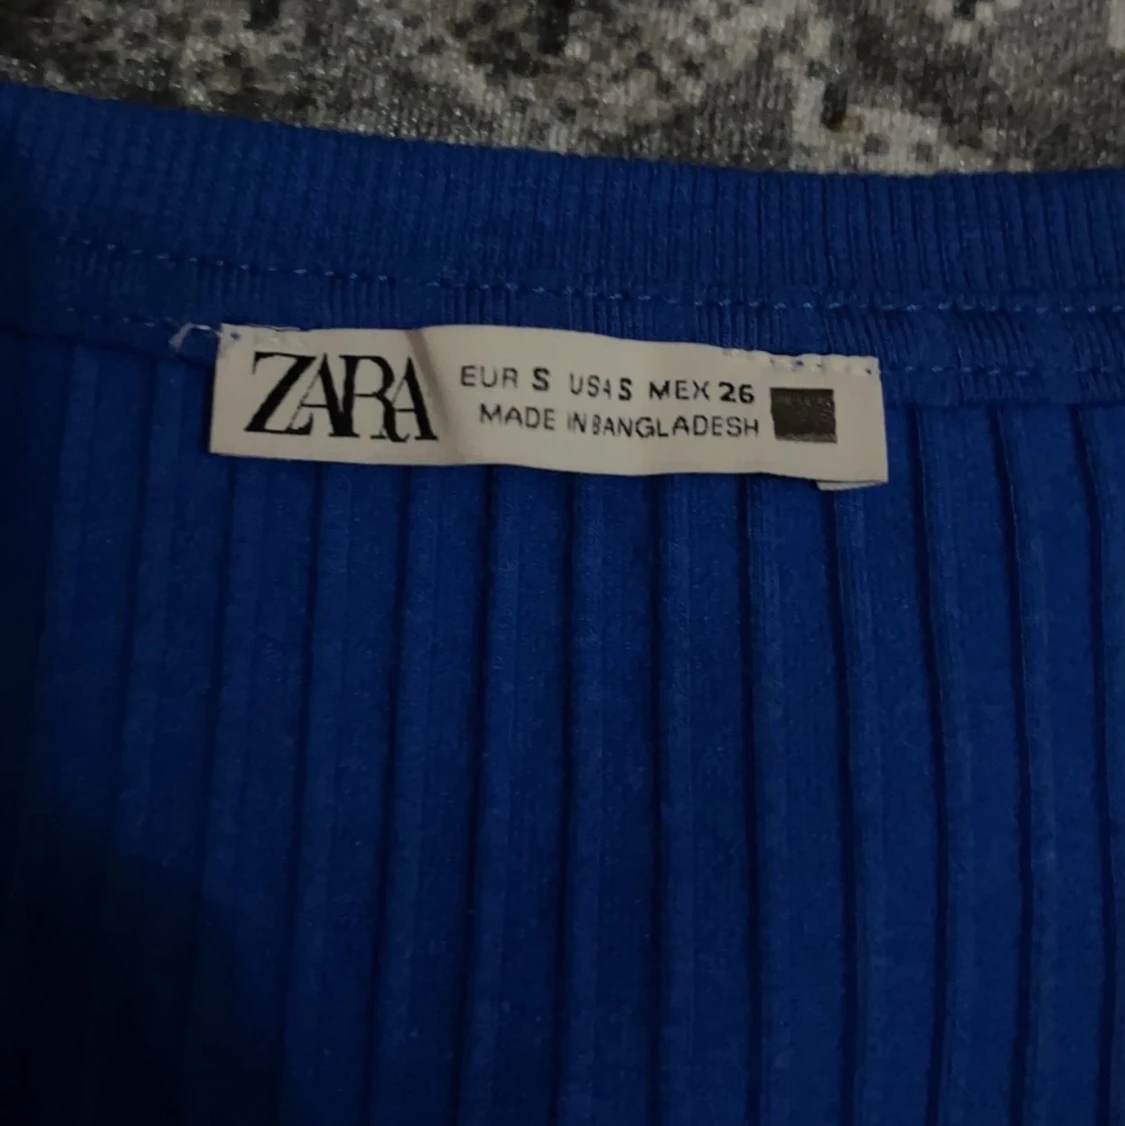 ZARA
EUR S USA S MEX 26
MADE IN BANGLADESH